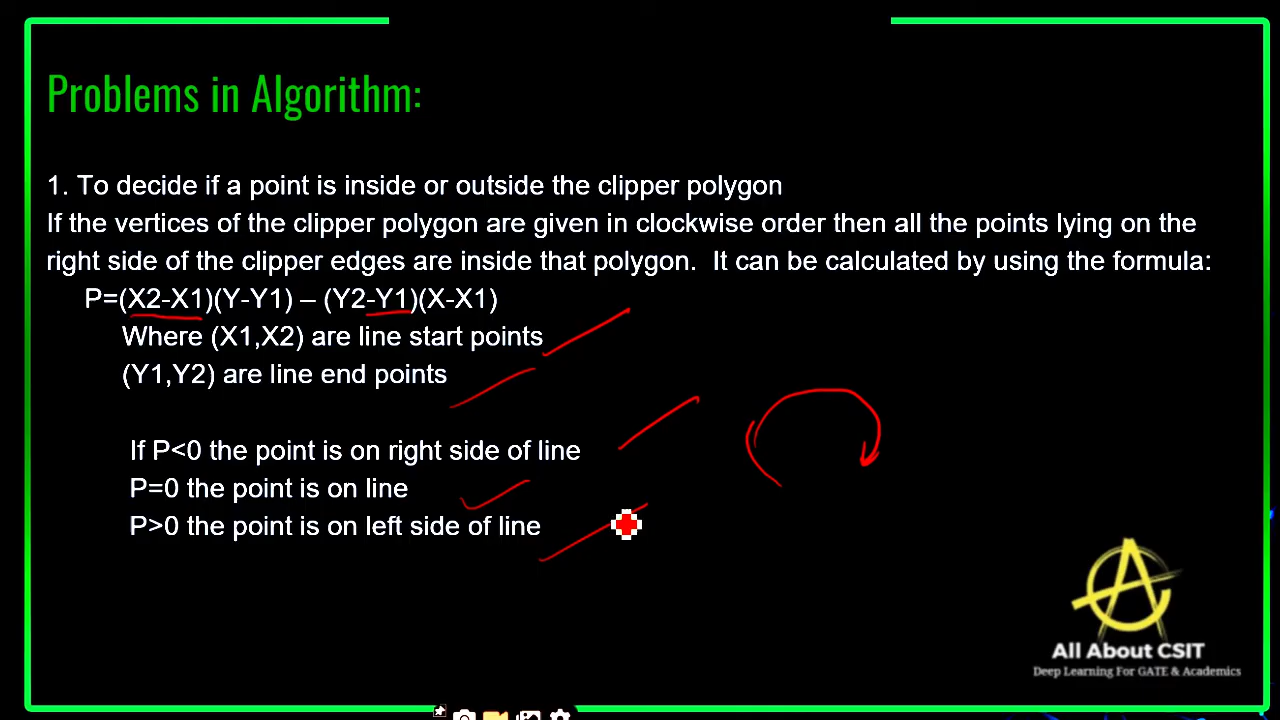 Problems in Algorithm:
1. To decide if a point is inside or outside the clipper polygon
If the vertices of the clipper polygon are given in clockwise order then all the points lying on the
right side of the clipper edges are inside that polygon. It can be calculated by using the formula:
P=(X2-X1)(Y-Y1) – (Y2-Y1)(X-X1)
Where (X1,X2) are line start points
(Y1,Y2) are line end points
If P<0 the point is on right side of line
P=0 the point is on line
P>0 the point is on left side of line
All About CSIT
Deep Learning For GATE & Academics